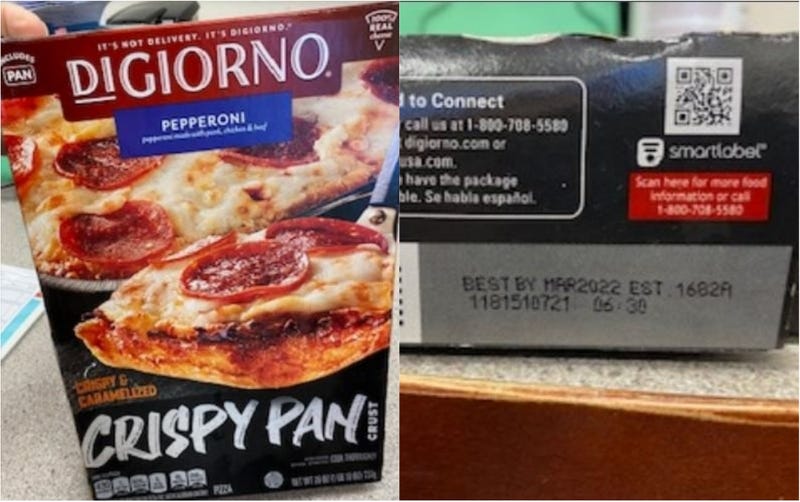 INCLUDES
PAN
IT'S NOT DELIVERY. IT'S DIGIORNO.
100%
REAL
cheese
DIGIORNO
PEPPERONI
pepperoni made with pork, chicken & beef
CRISPY &
CARAMELIZED
CRISPY PAN
CRUST
PIZZA
to Connect
call us at 1-800-708-5580
digiorno.com or
usa.com.
have the package
ble. Se habla español.
smartlabel
Scan here for more food
information or call
1-800-708-5580
BEST BY MAR2022 EST.1682A
1181510721 06:30